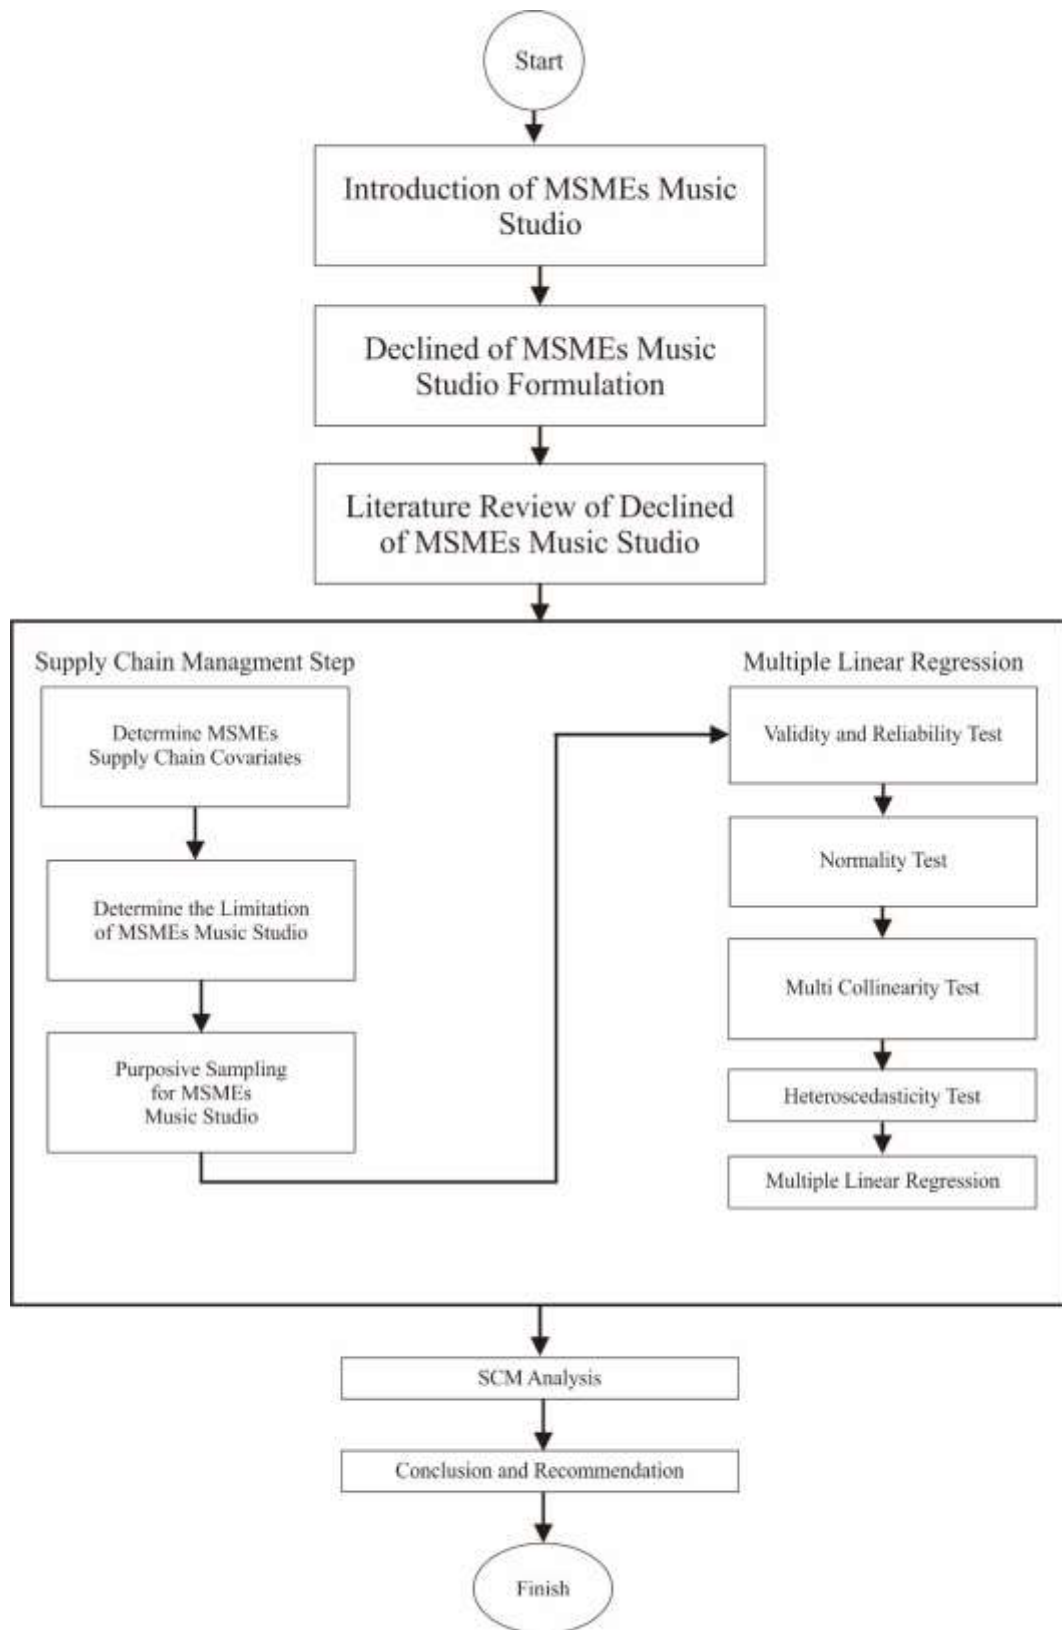 Start
Introduction of MSMEs Music
Studio
Declined of MSMEs Music
Studio Formulation
Literature Review of Declined
of MSMEs Music Studio
Supply Chain Managment Step
Determine MSMEs
Supply Chain Covariates
Determine the Limitation
of MSMEs Music Studio
Purposive Sampling
for MSMEs
Music Studio
Multiple Linear Regression
Validity and Reliability Test
Normality Test
Multi Collinearity Test
Heteroscedasticity Test
Multiple Linear Regression
SCM Analysis
Conclusion and Recommendation
Finish